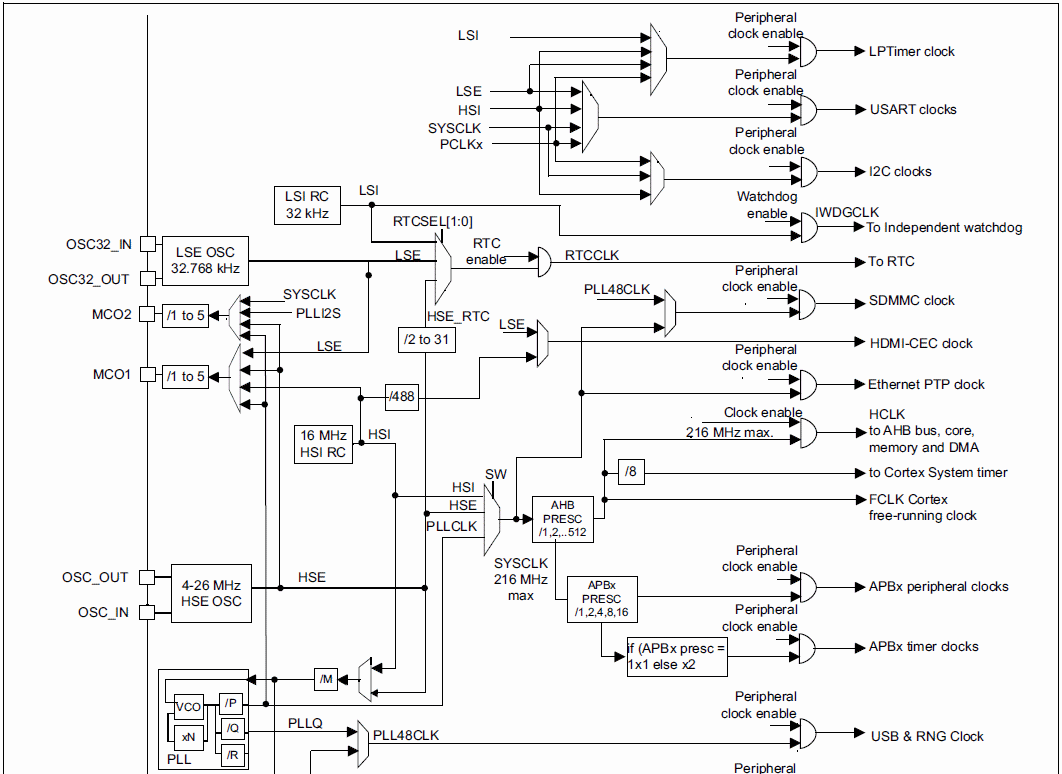 Peripheral
clock enable
LSI
LPTimer clock
Peripheral
clock enable
LSE
HSI
USART clocks
SYSCLK
PCLKx
Peripheral
clock enable
I2C clocks
LSI RC
32 kHz
LSI
Watchdog
enable
IWDGCLK
To Independent watchdog
RTCSEL[1:0]
OSC32_IN
OSC32_OUT
LSE OSC
32.768 kHz
LSE
RTC
enable
RTCCLK
To RTC
Peripheral
clock enable
PLL48CLK
SDMMC clock
MCO2
/1 to 5
SYSCLK
PLLI2S
HSE_RTC
/2 to 31
LSE
HDMI-CEC clock
LSE
MCO1
/1 to 5
Peripheral
clock enable
Ethernet PTP clock
/488
Clock enable
216 MHz max.
HCLK
to AHB bus, core,
memory and DMA
16 MHz
HSI RC
HSI
/8
to Cortex System timer
SW
HSI
HSE
PLLCLK
AHB
PRESC
/1,2,..512
FCLK Cortex
free-running clock
SYSCLK
216 MHz
max
Peripheral
clock enable
OSC_OUT
OSC_IN
4-26 MHz
HSE OSC
HSE
APBx
PRESC
/1,2,4,8,16
APBx peripheral clocks
Peripheral
clock enable
if (APBx presc =
1x1 else x2
APBx timer clocks
/M
VCO
xN
PLL
/P
/Q
/R
PLLQ
PLL48CLK
Peripheral
clock enable
USB & RNG Clock
Peripheral